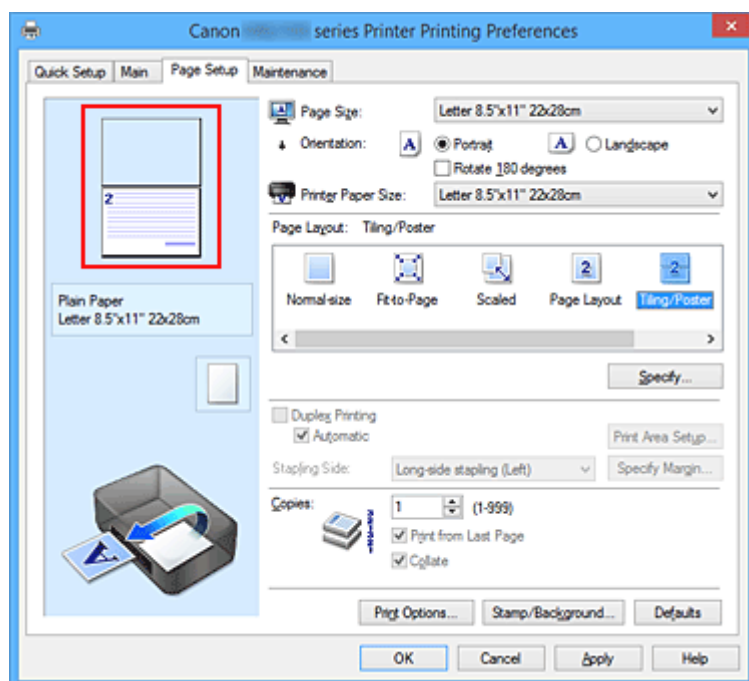 Canon series Printer Printing Preferences
Quick Setup Main Page Setup Maintenance
2
Plain Paper
Letter 8.5"x11" 22x28cm
A
Page Size: Letter 8.5"x11" 22x28cm
Orientation: A Portrait A Landscape
Rotate 180 degrees
Printer Paper Size: Letter 8.5"x11" 22x28cm
Page Layout: Tiling/Poster
2 2
Normal-size Fit-to-Page Scaled Page Layout Tiling/Poster
Specify...
Duplex Printing
Automatic Print Area Setup...
Stapling Side: Long-side stapling (Left) Specify Margin...
Copies: 1 (1-999)
Print from Last Page
Collate
Print Options... Stamp/Background... Defaults
OK Cancel Apply Help